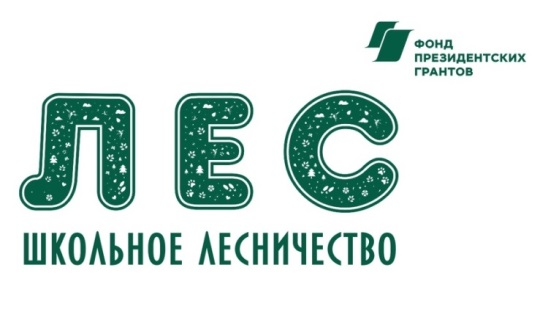 ФОНД
ПРЕЗИДЕНТСКИХ
ГРАНТОВ
ЛЕС
ШКОЛЬНОЕ ЛЕСНИЧЕСТВО